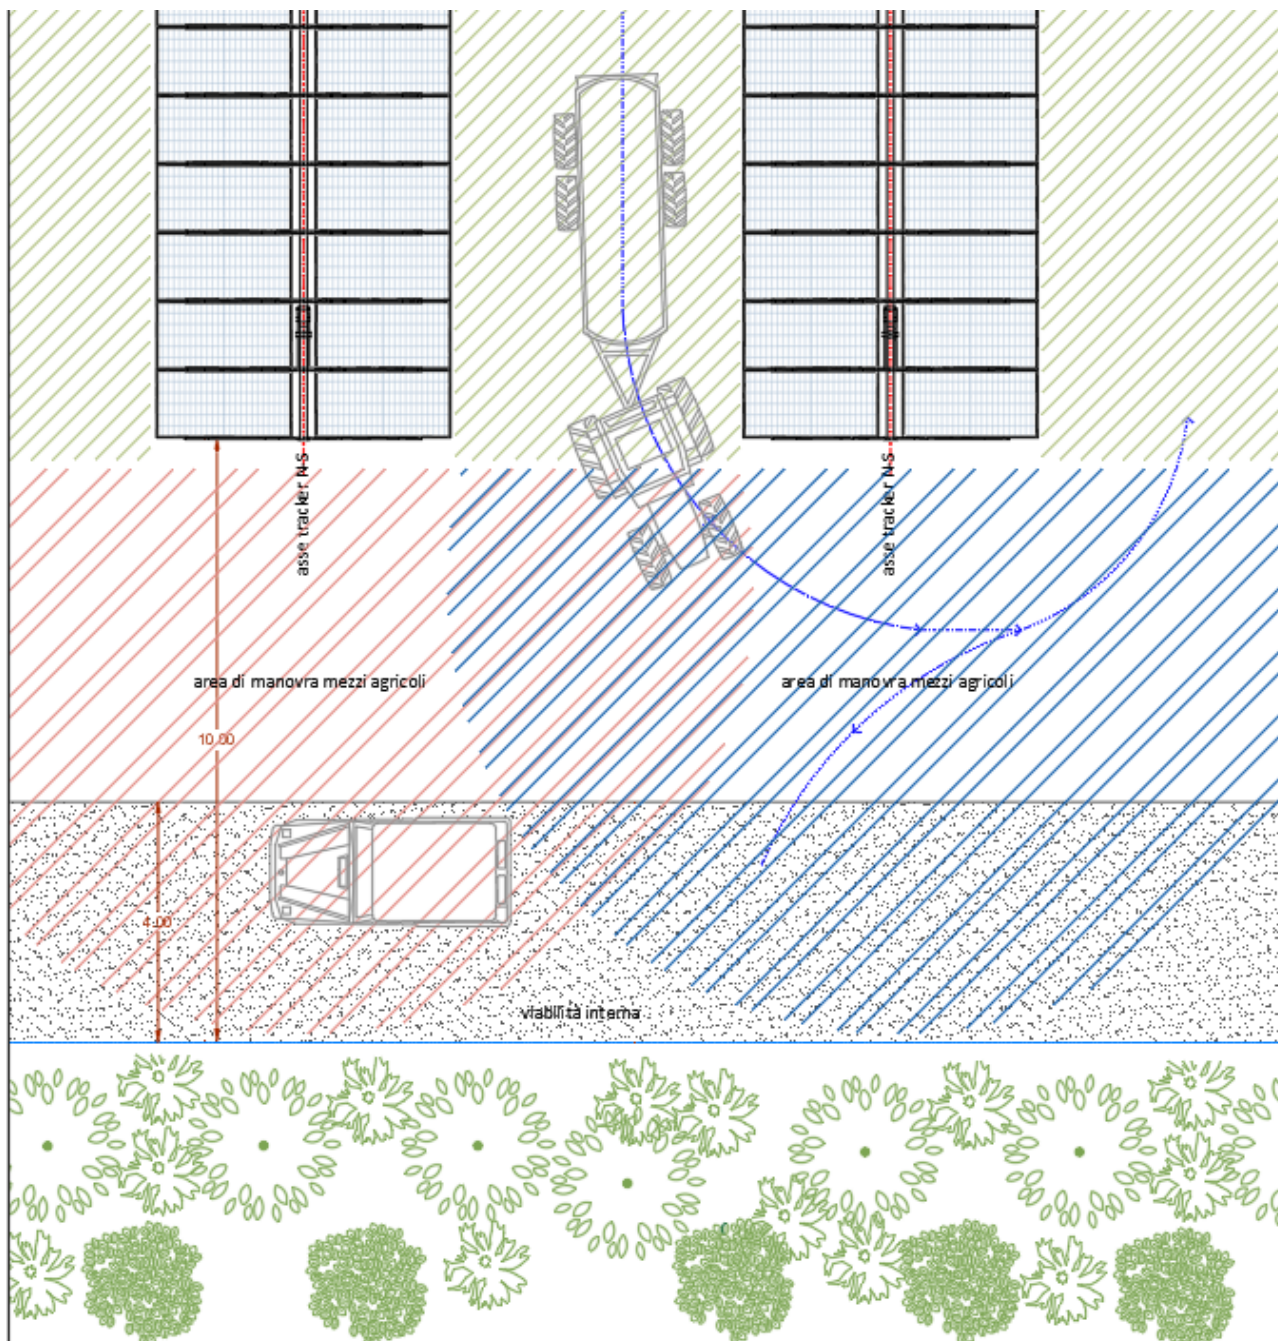 asse tracker N-S
asse tracker N-S
area di manovra mezzi agricoli
area di manovra mezzi agricoli
10.00
4.00
viabilità interna